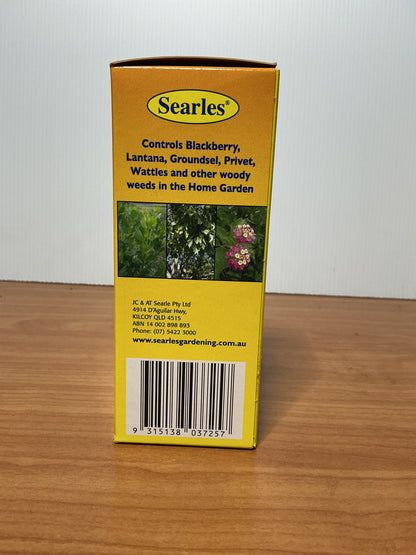 Searles®
Controls Blackberry,
Lantana, Groundsel, Privet,
Wattles and other woody
weeds in the Home Garden
JC & AT Searle Pty Ltd
4914 D'Aguilar Hwy,
KILCOY QLD 4515
ABN 14 002 898 893
Phone: (07) 5422 3000
www.searlesgardening.com.au
9 315138 037257